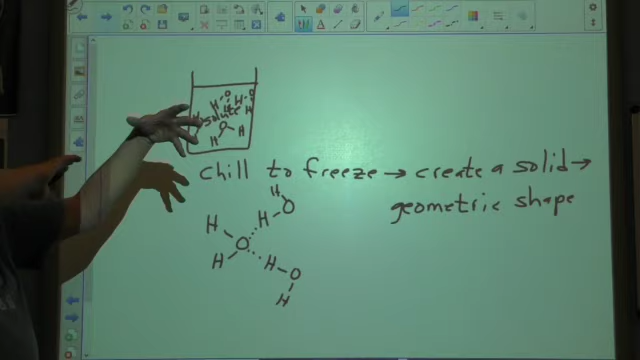 H O H O
solute H
O
H H
chill to freeze → create a solid →
geometric shape
H
H H O
O
H H O
H